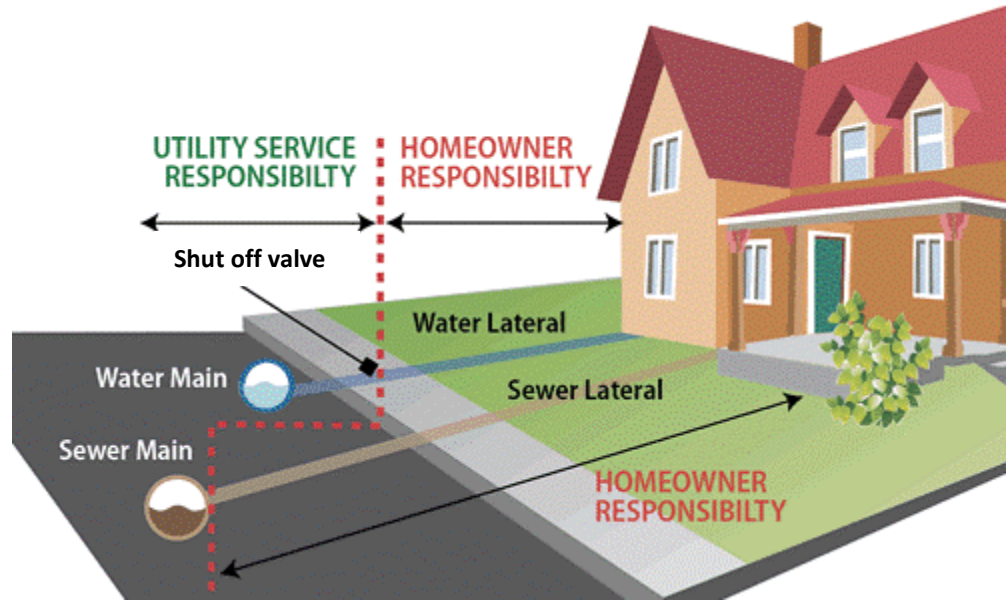 UTILITY SERVICE
RESPONSIBILTY
HOMEOWNER
RESPONSIBILTY
Shut off valve
Water Lateral
Water Main
Sewer Lateral
Sewer Main
HOMEOWNER
RESPONSIBILTY